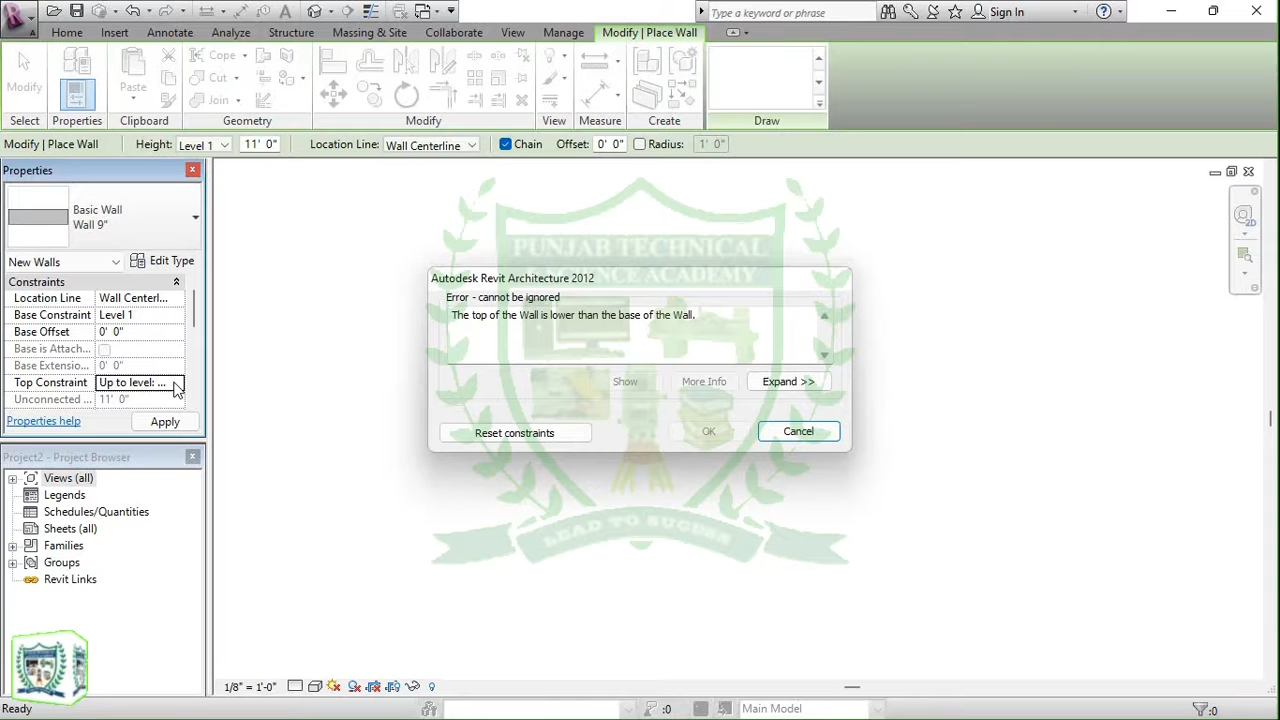 Type a keyword or phrase
Sign In
Home Insert Annotate Analyze Structure Massing & Site Collaborate View Manage Modify | Place Wall
Modify
Paste
Cope
Cut
Join
Select Properties Clipboard Geometry Modify View Measure Create Draw
Modify | Place Wall Height: Level 1 11' 0" Location Line: Wall Centerline Chain Offset: 0' 0" Radius: 1' 0"
Properties
Basic Wall
Wall 9"
New Walls Edit Type
Constraints
Location Line Wall Centerl...
Base Constraint Level 1
Base Offset 0' 0"
Base is Attach...
Base Extensio... 0' 0"
Top Constraint Up to level: ...
Unconnected ... 11' 0"
Properties help Apply
Project2 - Project Browser
Views (all)
Legends
Schedules/Quantities
Sheets (all)
Families
Groups
Revit Links
PUNJAB TECHNICAL
ACADEMY
Autodesk Revit Architecture 2012
Error - cannot be ignored
The top of the Wall is lower than the base of the Wall.
Show More Info Expand >>
Reset constraints OK Cancel
LEAD TO SUCCESS
2D
1/8" = 1'-0"
Ready :0 Main Model :0